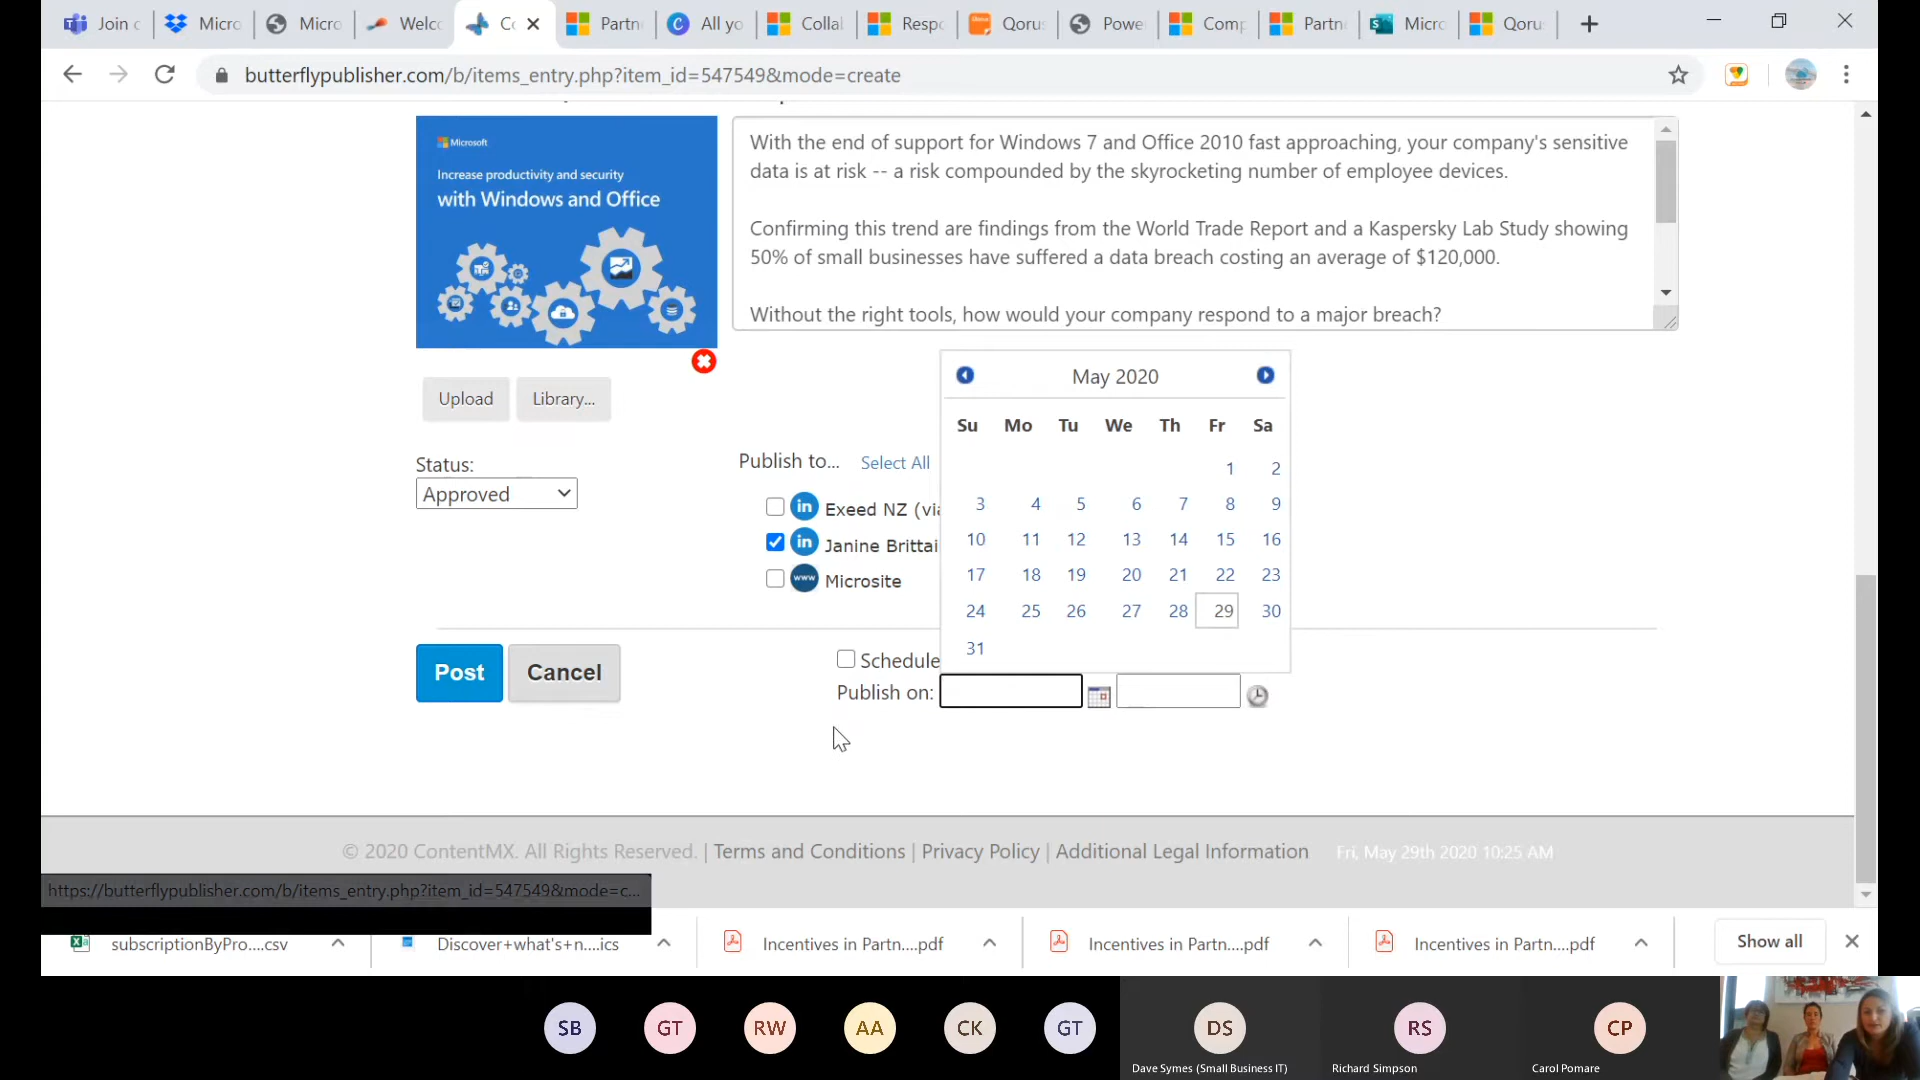 Join c
Micro
Micro
Welc
C
Partn
C
All yo
Collal
Respo
Qorus
Powe
Comp
Partn
Micro
Qoru
butterflypublisher.com/b/items_entry.php?item_id=547549&mode=create
Microsoft
Increase productivity and security
with Windows and Office
With the end of support for Windows 7 and Office 2010 fast approaching, your company's sensitive
data is at risk -- a risk compounded by the skyrocketing number of employee devices.
Confirming this trend are findings from the World Trade Report and a Kaspersky Lab Study showing
50% of small businesses have suffered a data breach costing an average of $120,000.
Without the right tools, how would your company respond to a major breach?
Upload
Library...
Status:
Approved
Publish to...
Select All
in Exeed NZ (via
in Janine Brittai
www Microsite
May 2020
Su Mo Tu We Th Fr Sa
1 2
3 4 5 6 7 8 9
10 11 12 13 14 15 16
17 18 19 20 21 22 23
24 25 26 27 28 29 30
31
Post
Cancel
Schedule
Publish on:
© 2020 ContentMX. All Rights Reserved. | Terms and Conditions | Privacy Policy | Additional Legal Information
Fri, May 29th 2020 10:25 AM
https://butterflypublisher.com/b/items_entry.php?item_id=547549&mode=c...
subscriptionByPro....csv
Discover+what's+n....ics
Incentives in Partn....pdf
Incentives in Partn....pdf
Incentives in Partn....pdf
Show all
SB
GT
RW
AA
CK
GT
DS
RS
CP
Dave Symes (Small Business IT)
Richard Simpson
Carol Pomare